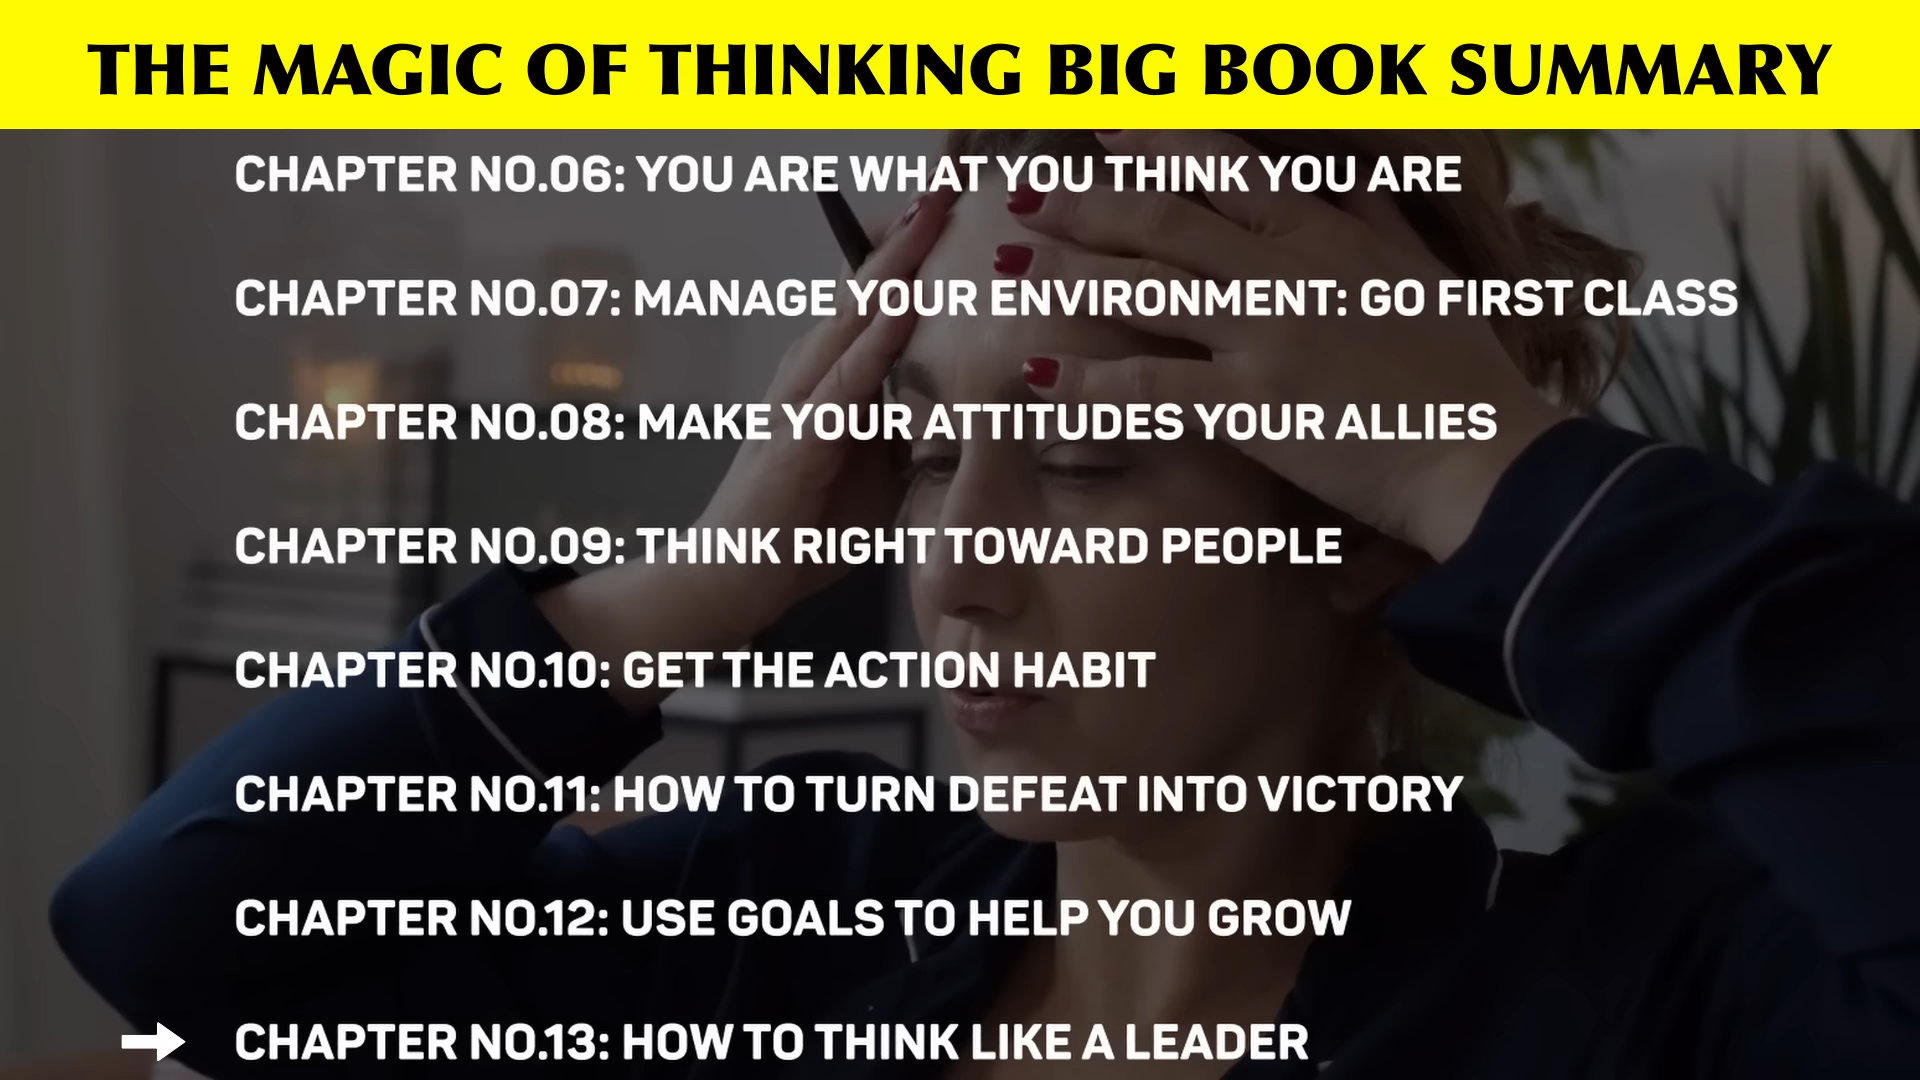 THE MAGIC OF THINKING BIG BOOK SUMMARY
CHAPTER NO.06: YOU ARE WHAT YOU THINK YOU ARE
CHAPTER NO.07: MANAGE YOUR ENVIRONMENT: GO FIRST CLASS
CHAPTER NO.08: MAKE YOUR ATTITUDES YOUR ALLIES
CHAPTER NO.09: THINK RIGHT TOWARD PEOPLE
CHAPTER NO.10: GET THE ACTION HABIT
CHAPTER NO.11: HOW TO TURN DEFEAT INTO VICTORY
CHAPTER NO.12: USE GOALS TO HELP YOU GROW
CHAPTER NO.13: HOW TO THINK LIKE A LEADER